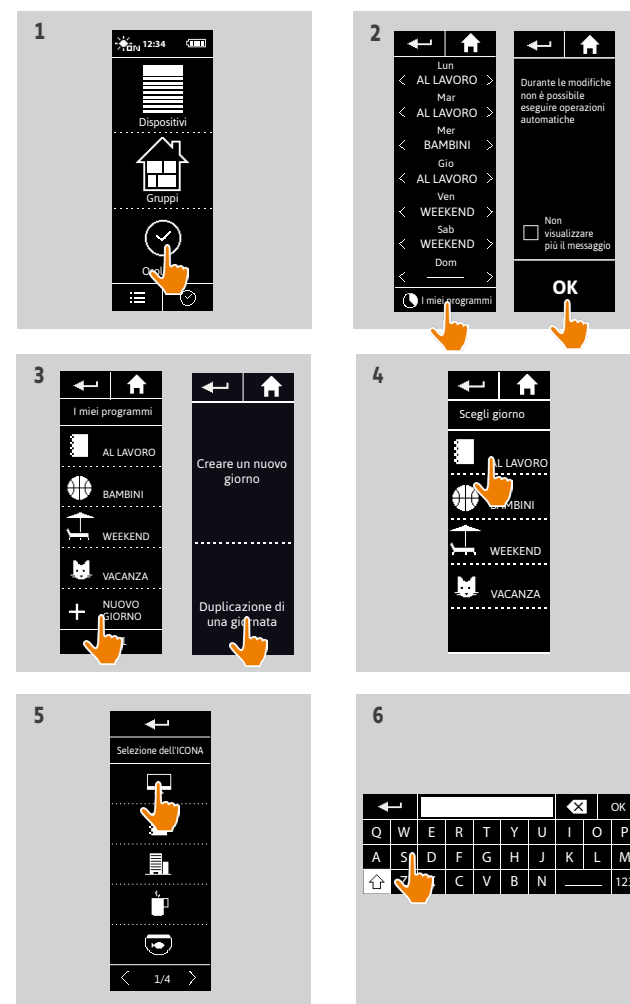 1
ON 12:34
Dispositivi
Gruppi
2
Lun
< AL LAVORO >
Mar
< AL LAVORO >
Mer
< BAMBINI >
Gio
< AL LAVORO >
Ven
< WEEKEND >
Sab
< WEEKEND >
Dom
I miei programmi
Durante le modifiche
non è possibile
eseguire operazioni
automatiche
Non
visualizzare
più il messaggio
OK
3
I miei programmi
AL LAVORO
BAMBINI
WEEKEND
VACANZA
+ NUOVO
GIORNO
Creare un nuovo
giorno
Duplicazione di
una giornata
4
Scegli giorno
AL LAVORO
BAMBINI
WEEKEND
VACANZA
5
Selezione dell'ICONA
< 1/4 >
6
OK
Q W E R T Y U I O P
A S D F G H J K L M
Z C V B N